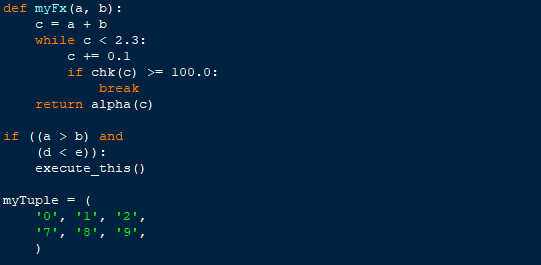 def myFx(a, b):
    c = a + b
    while c < 2.3:
        c += 0.1
        if chk(c) >= 100.0:
            break
    return alpha(c)

if ((a > b) and
    (d < e)):
    execute_this()

myTuple = (
    '0', '1', '2',
    '7', '8', '9',
    )